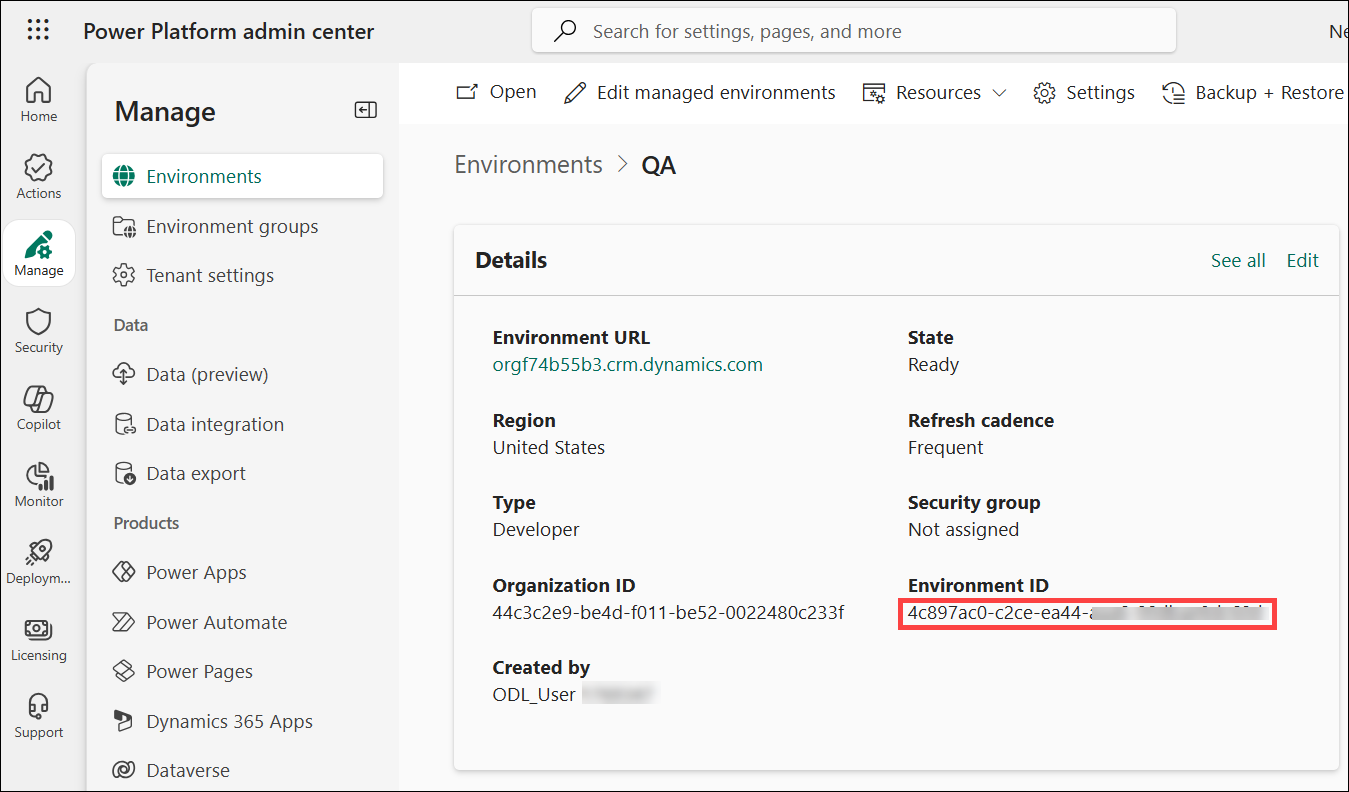 Power Platform admin center
Search for settings, pages, and more
Ne
Home
Actions
Manage
Security
Copilot
Monitor
Deploym...
Licensing
Support
Manage
Environments
Environment groups
Tenant settings
Data
Data (preview)
Data integration
Data export
Products
Power Apps
Power Automate
Power Pages
Dynamics 365 Apps
Dataverse
Open
Edit managed environments
Resources
Settings
Backup + Restore
Environments > QA
Details
See all
Edit
Environment URL
orgf74b55b3.crm.dynamics.com
State
Ready
Region
United States
Refresh cadence
Frequent
Type
Developer
Security group
Not assigned
Organization ID
44c3c2e9-be4d-f011-be52-0022480c233f
Environment ID
4c897ac0-c2ce-ea44-
Created by
ODL_User